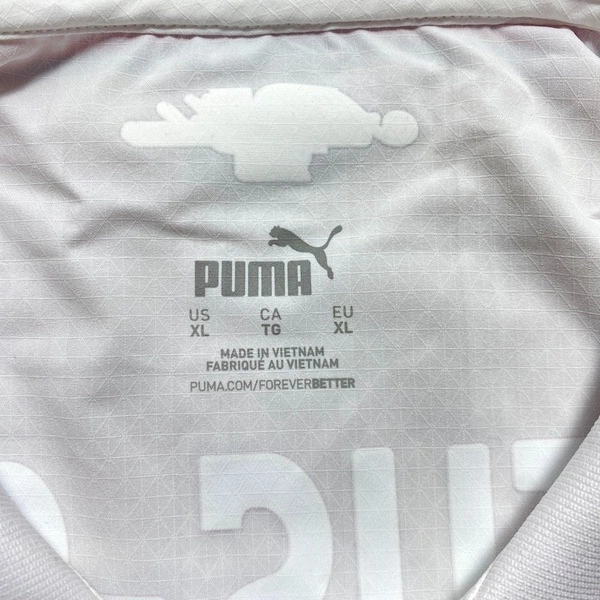 PUMA
US CA EU
XL TG XL
MADE IN VIETNAM
FABRIQUÉ AU VIETNAM
PUMA.COM/FOREVERBETTER